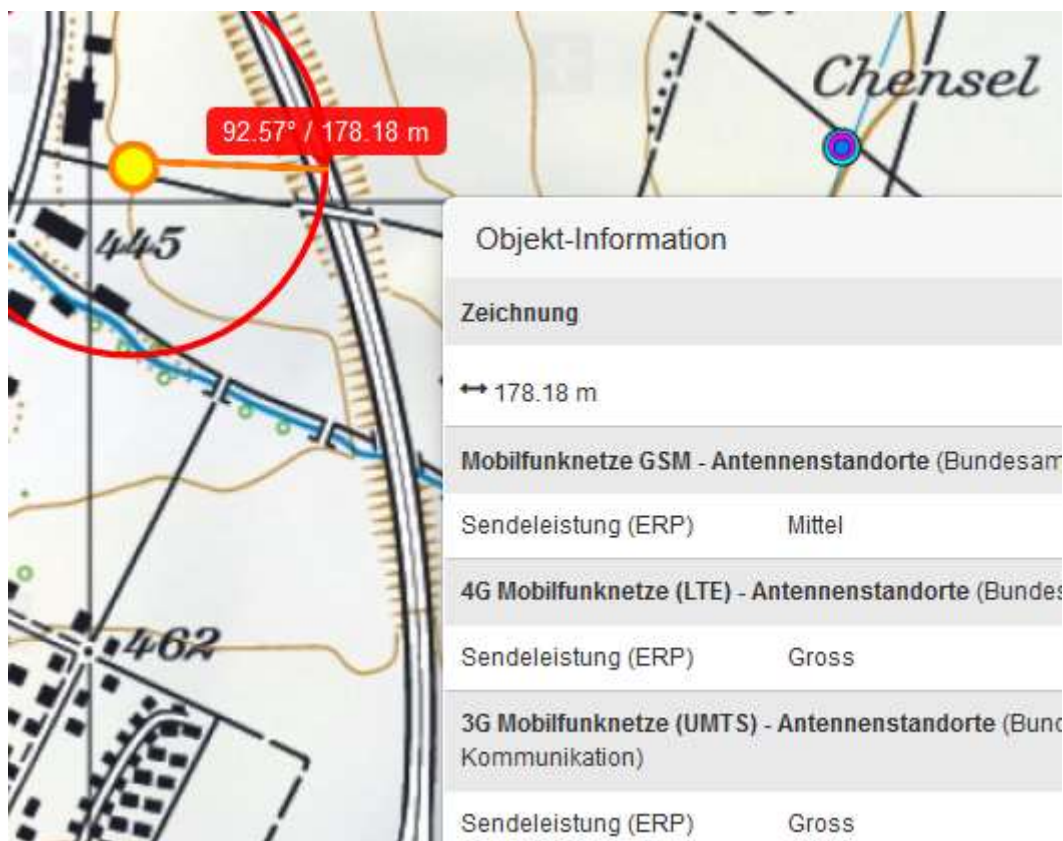 Chensel
92.57° / 178.18 m
445
462
Objekt-Information
Zeichnung
↔ 178.18 m
Mobilfunknetze GSM - Antennenstandorte (Bundesam
Sendeleistung (ERP) Mittel
4G Mobilfunknetze (LTE) - Antennenstandorte (Bundes
Sendeleistung (ERP) Gross
3G Mobilfunknetze (UMTS) - Antennenstandorte (Bund
Kommunikation)
Sendeleistung (ERP) Gross